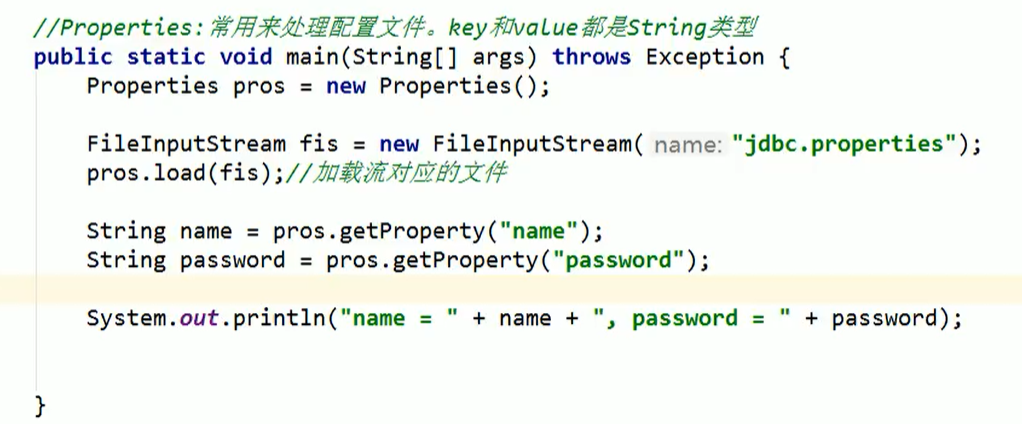 //Properties:常用来处理配置文件。key和value都是String类型
public static void main(String[] args) throws Exception {
Properties pros = new Properties();
FileInputStream fis = new FileInputStream( name: "jdbc.properties");
pros.load(fis);//加载流对应的文件
String name = pros.getProperty("name");
String password = pros.getProperty("password");
System.out.println("name = " + name + ", password = " + password);
}